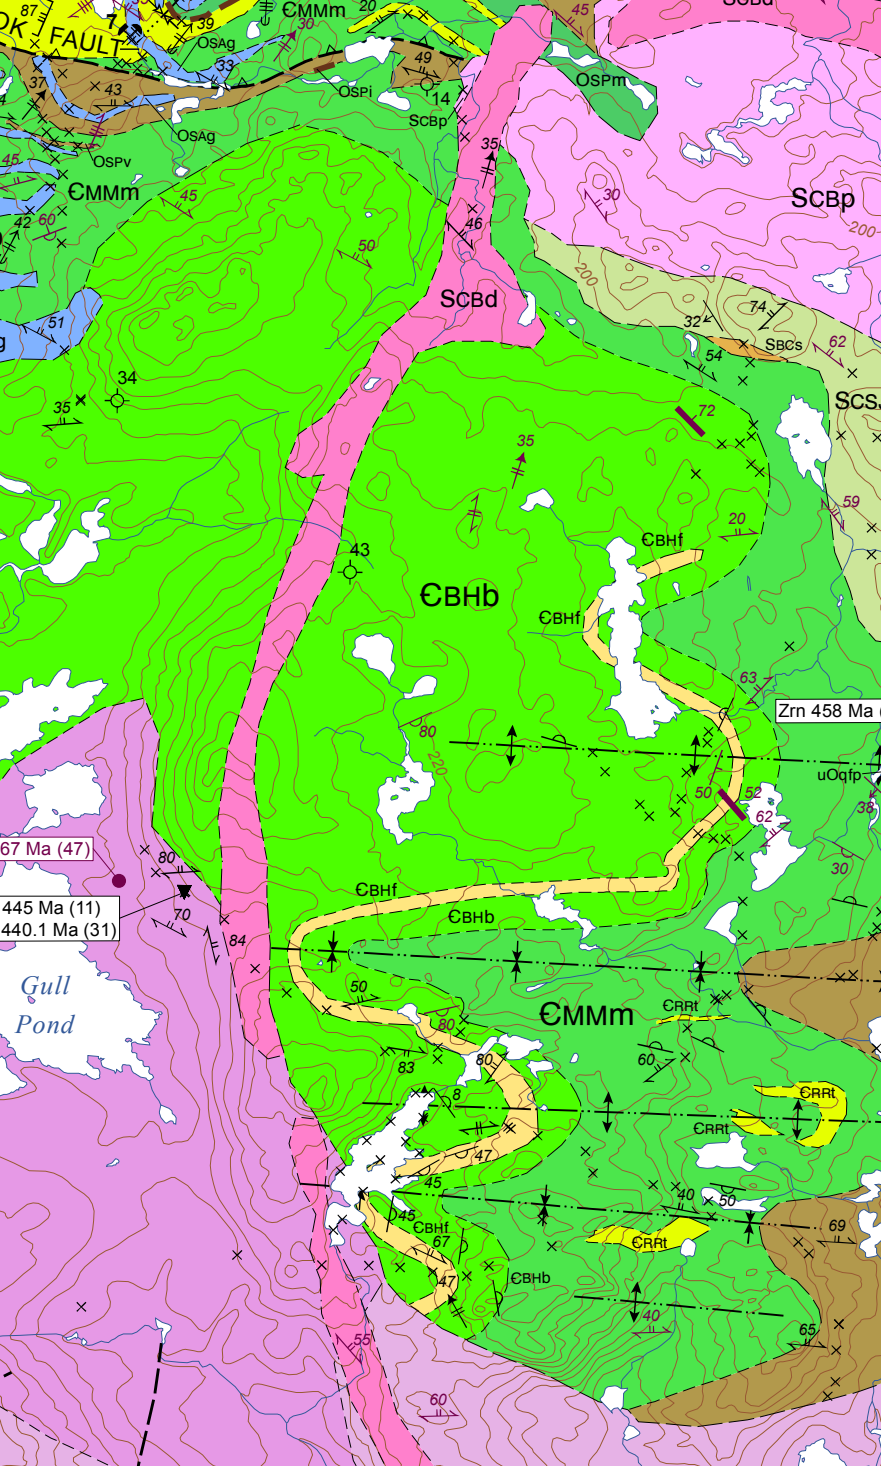 87
OK FAULT
39
OSAg
33
ЄMMm
30
20
45
SCBd
49
14
OSPi
SCBp
OSPm
37
43
OSAg
OSPv
45
ЄMMm
45
35
30
SCBp
42
60
50
46
200
200
SCBd
74
32
SBCs
62
51
g
54
34
35
72
SCS
35
59
20
43
ЄBHf
ЄBHb
ЄBHf
63
Zrn 458 Ma (
80
220
uOqfp
50
52
62
38
67 Ma (47)
80
30
445 Ma (11)
440.1 Ma (31)
70
ЄBHf
ЄBHb
84
Gull
Pond
50
ЄMMm
ЄRRt
80
83
80
60
8
ЄRRt
ЄRRt
47
45
40
50
45
ЄBHf
67
69
ЄRRt
47
ЄBHb
40
65
55
60